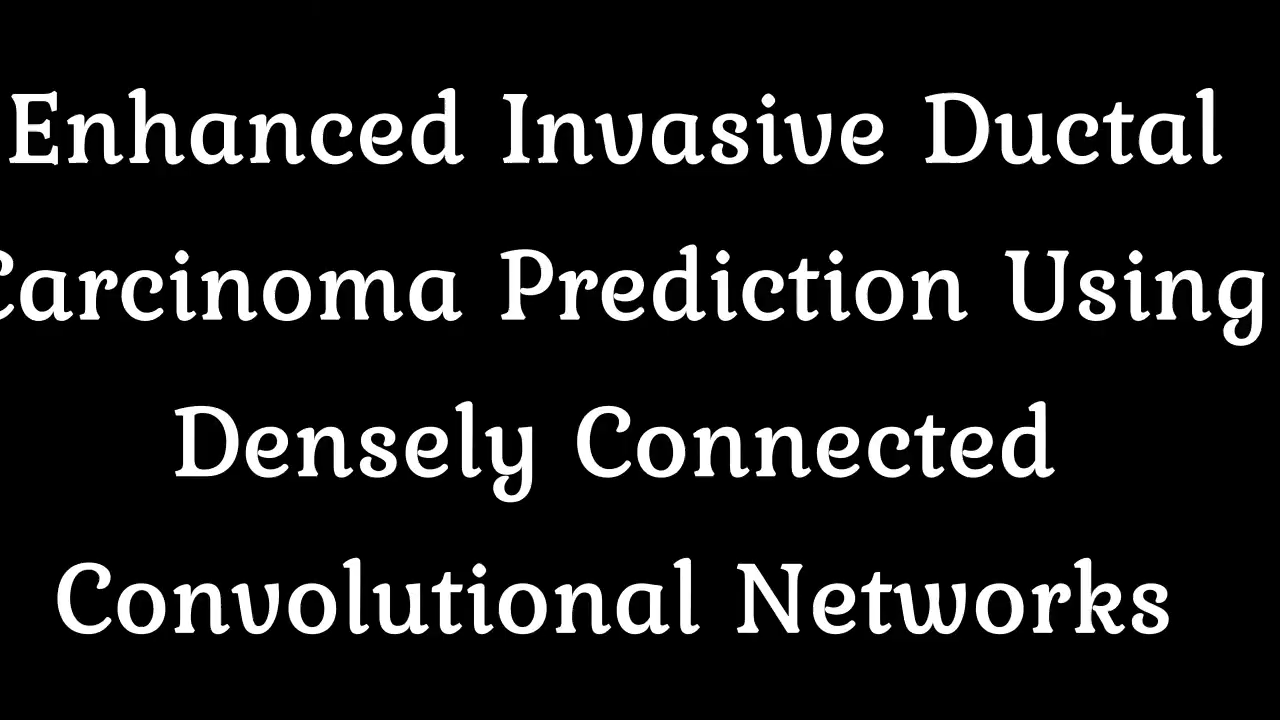 Enhanced Invasive Ductal
Carcinoma Prediction Using
Densely Connected
Convolutional Networks